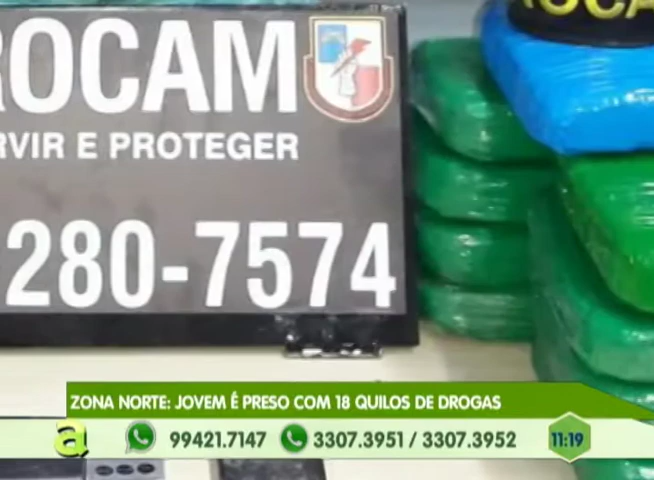 ROCAM
RVIR E PROTEGER
280-7574
ROCA
ZONA NORTE: JOVEM É PRESO COM 18 QUILOS DE DROGAS
a 99421.7147 3307.3951 / 3307.3952 11:19